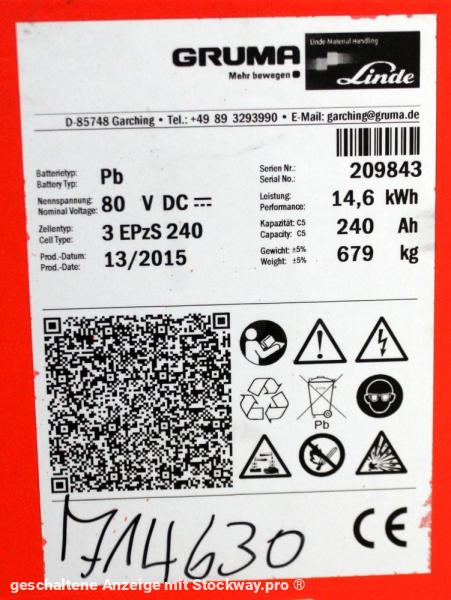 GRUMA
Mehr bewegen
Linde Material Handling
Linde
D-85748 Garching • Tel.: +49 89 3293990 • E-Mail: garching@gruma.de
Batterietyp:
Battery Typ: Pb
Serien Nr.:
Serial No.: 209843
Nennspannung:
Nominal Voltage: 80 V DC
Leistung:
Performance: 14,6 kWh
Zellentyp:
Cell Type: 3 EPzS 240
Kapazität: C5
Capacity: C5 240 Ah
Prod.-Datum:
Prod.-Date: 13/2015
Gewicht: ±5%
Weight: ±5% 679 kg
Pb
M714630
CE
geschaltene Anzeige mit Stockway.pro ®